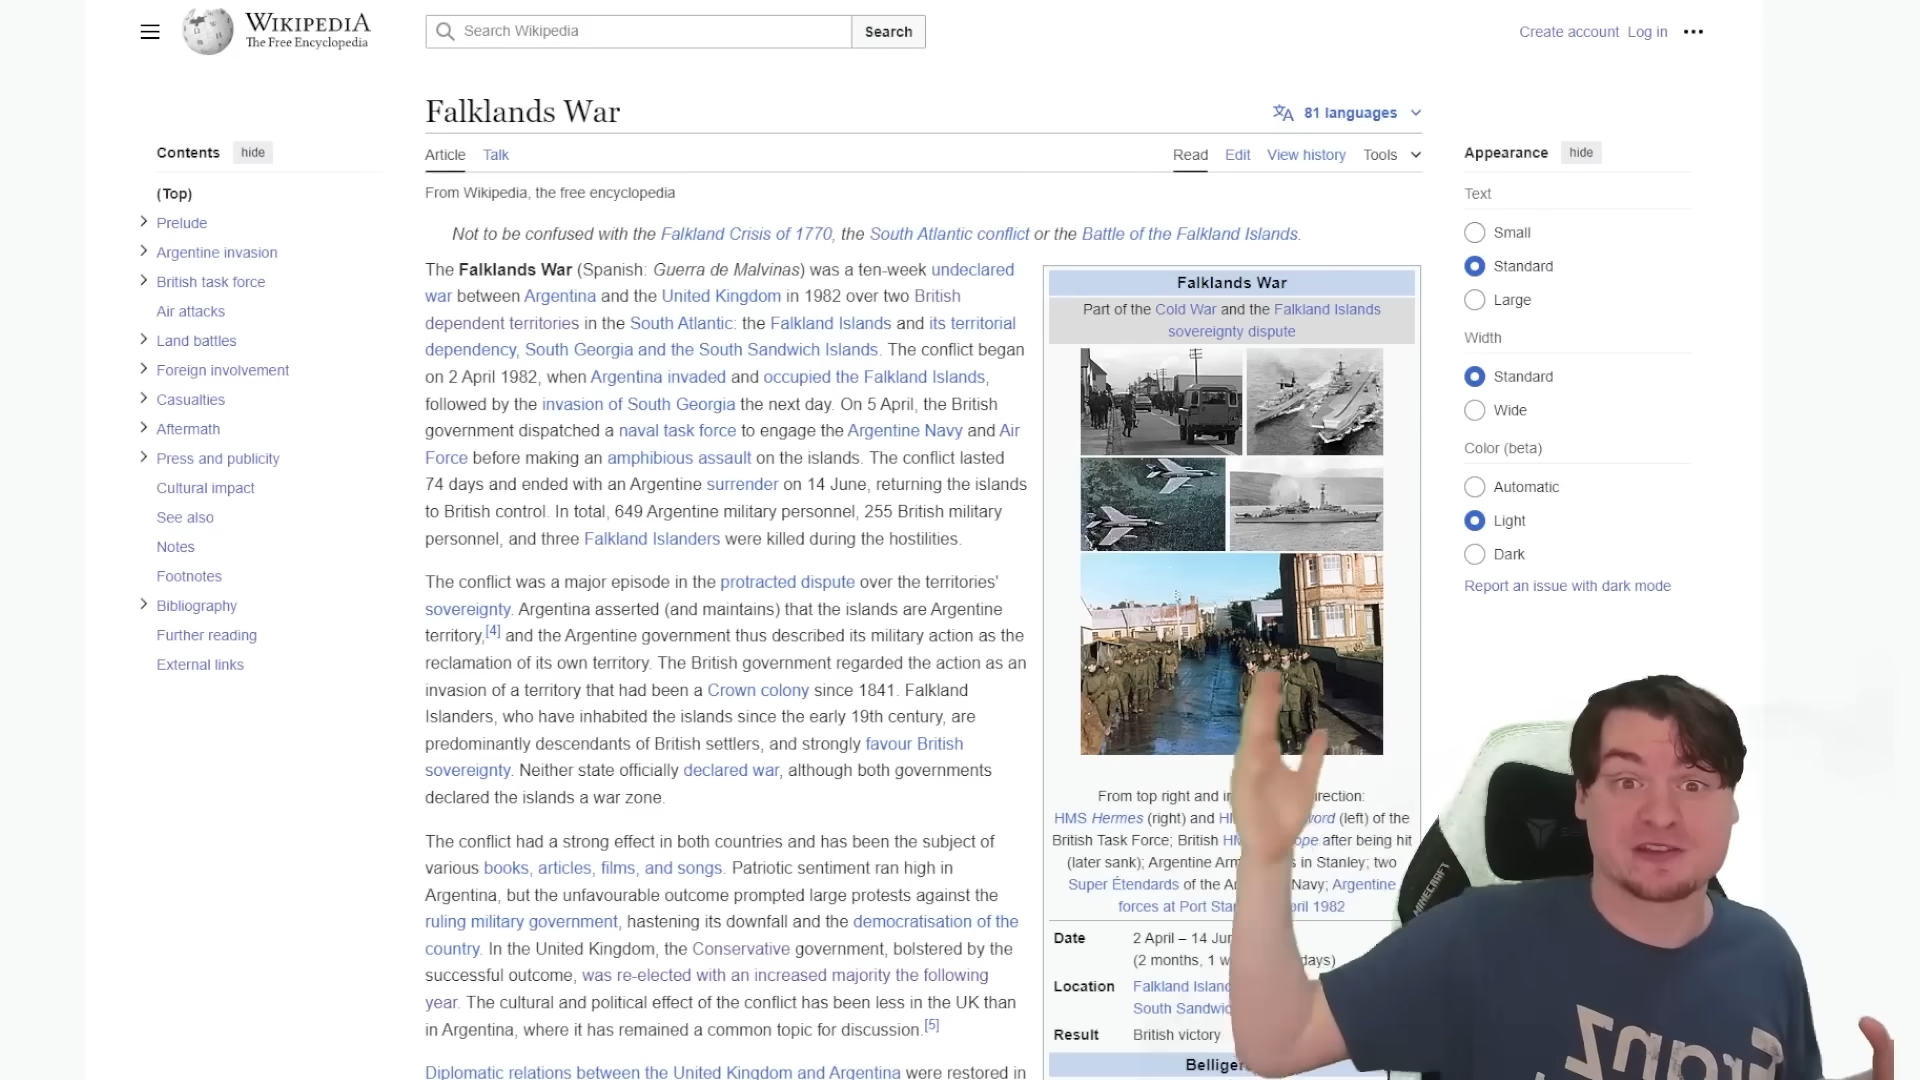 WIKIPEDIA
The Free Encyclopedia
Search Wikipedia
Search
Create account Log in
Falklands War
81 languages
Article Talk
Read Edit View history Tools
From Wikipedia, the free encyclopedia
Contents hide
(Top)
Prelude
Argentine invasion
British task force
Air attacks
Land battles
Foreign involvement
Casualties
Aftermath
Press and publicity
Cultural impact
See also
Notes
Footnotes
Bibliography
Further reading
External links
Not to be confused with the Falkland Crisis of 1770, the South Atlantic conflict or the Battle of the Falkland Islands.
The Falklands War (Spanish: Guerra de Malvinas) was a ten-week undeclared
war between Argentina and the United Kingdom in 1982 over two British
dependent territories in the South Atlantic: the Falkland Islands and its territorial
dependency, South Georgia and the South Sandwich Islands. The conflict began
on 2 April 1982, when Argentina invaded and occupied the Falkland Islands,
followed by the invasion of South Georgia the next day. On 5 April, the British
government dispatched a naval task force to engage the Argentine Navy and Air
Force before making an amphibious assault on the islands. The conflict lasted
74 days and ended with an Argentine surrender on 14 June, returning the islands
to British control. In total, 649 Argentine military personnel, 255 British military
personnel, and three Falkland Islanders were killed during the hostilities.
The conflict was a major episode in the protracted dispute over the territories'
sovereignty. Argentina asserted (and maintains) that the islands are Argentine
territory,[4] and the Argentine government thus described its military action as the
reclamation of its own territory. The British government regarded the action as an
invasion of a territory that had been a Crown colony since 1841. Falkland
Islanders, who have inhabited the islands since the early 19th century, are
predominantly descendants of British settlers, and strongly favour British
sovereignty. Neither state officially declared war, although both governments
declared the islands a war zone.
The conflict had a strong effect in both countries and has been the subject of
various books, articles, films, and songs. Patriotic sentiment ran high in
Argentina, but the unfavourable outcome prompted large protests against the
ruling military government, hastening its downfall and the democratisation of the
country. In the United Kingdom, the Conservative government, bolstered by the
successful outcome, was re-elected with an increased majority the following
year. The cultural and political effect of the conflict has been less in the UK than
in Argentina, where it has remained a common topic for discussion.[5]
Diplomatic relations between the United Kingdom and Argentina were restored in
Falklands War
Part of the Cold War and the Falkland Islands
sovereignty dispute
From top right and in
HMS Hermes (right) and (left) of the
British Task Force; British after being hit
(later sank); Argentine in Stanley; two
Super Étendards of the Navy; Argentine
forces at Port 1982
Date 2 April – 14
(2 months, 1 days)
Location Falkland
South
Result British victory
Appearance hide
Text
Small
Standard
Large
Width
Standard
Wide
Color (beta)
Automatic
Light
Dark
Report an issue with dark mode
MINECRAFT